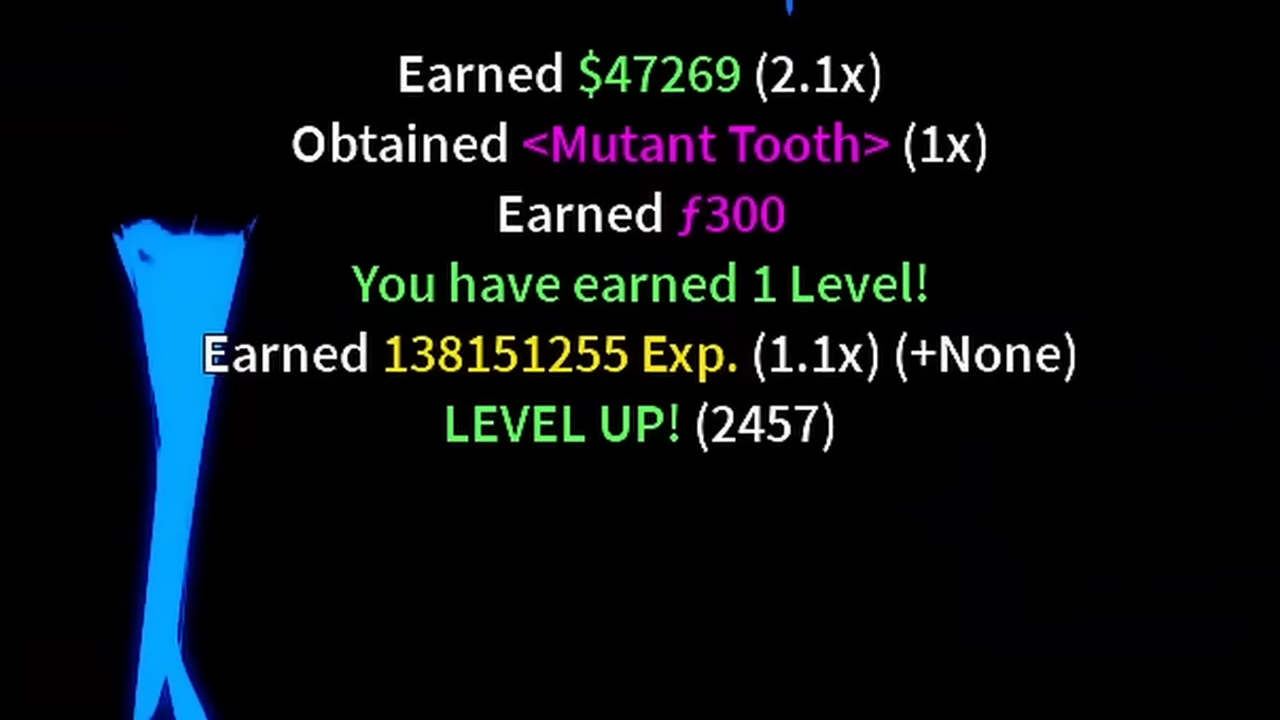 Earned $47269 (2.1x)
Obtained <Mutant Tooth> (1x)
Earned ƒ300
You have earned 1 Level!
Earned 138151255 Exp. (1.1x) (+None)
LEVEL UP! (2457)